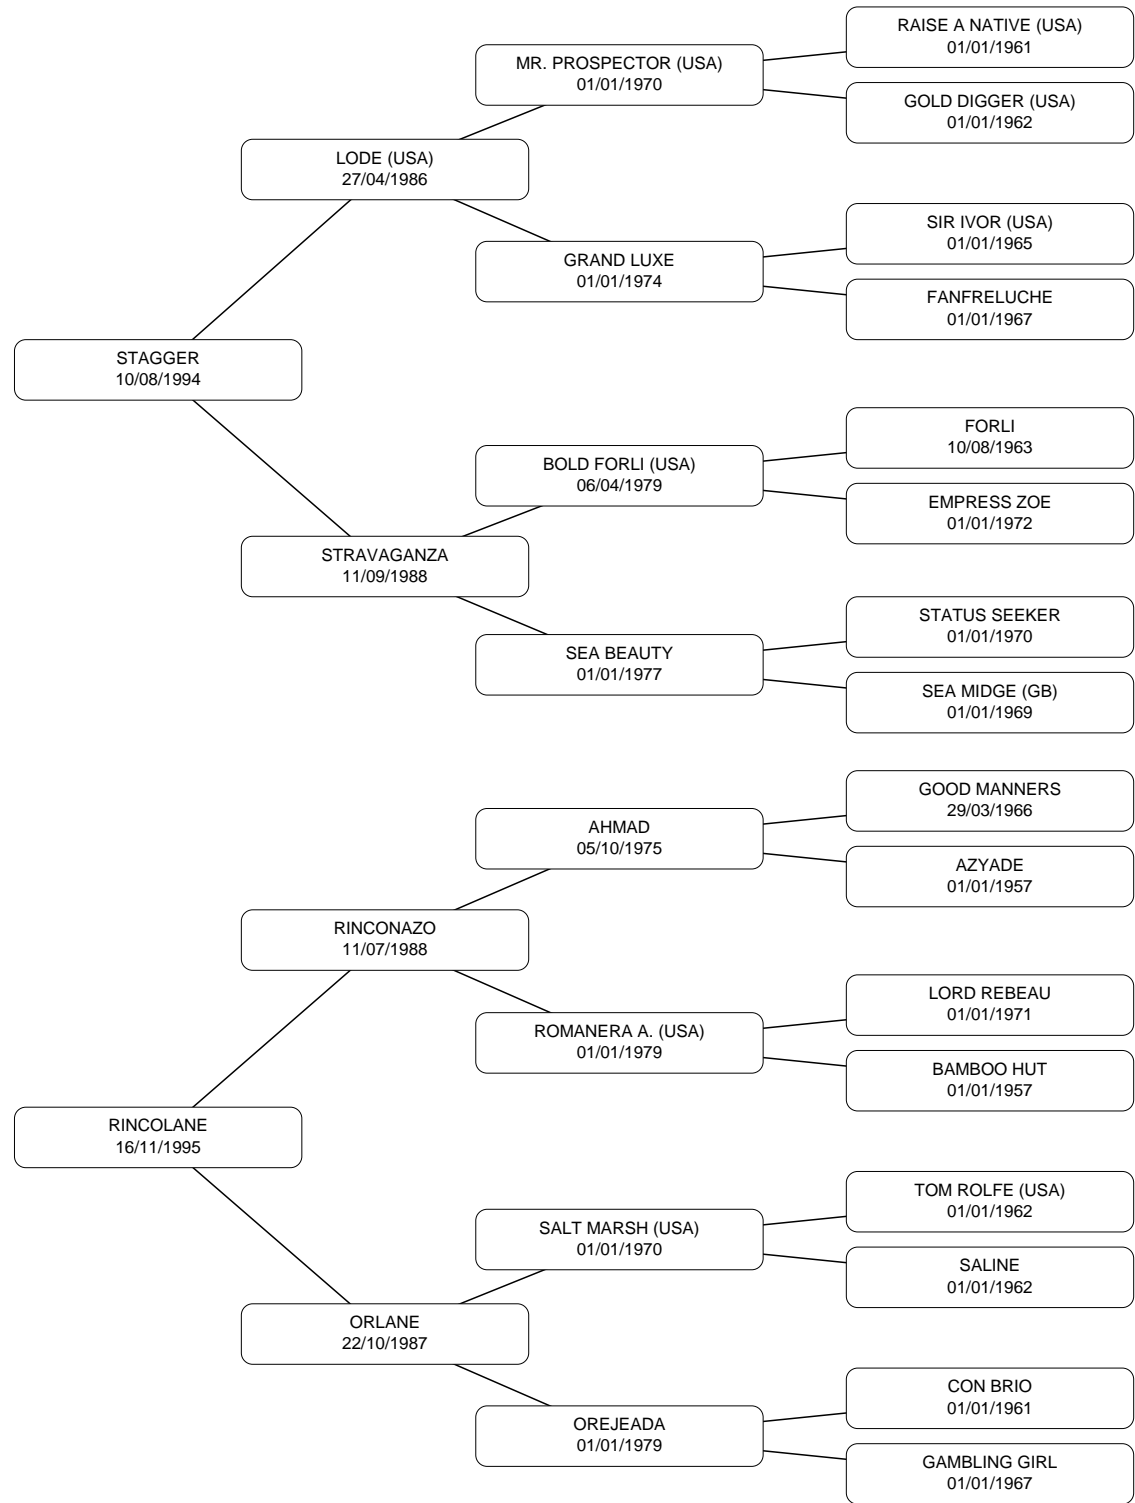 RAISE A NATIVE (USA)
01/01/1961
MR. PROSPECTOR (USA)
01/01/1970
GOLD DIGGER (USA)
01/01/1962
LODE (USA)
27/04/1986
SIR IVOR (USA)
01/01/1965
GRAND LUXE
01/01/1974
FANFRELUCHE
01/01/1967
STAGGER
10/08/1994
FORLI
10/08/1963
BOLD FORLI (USA)
06/04/1979
EMPRESS ZOE
01/01/1972
STRAVAGANZA
11/09/1988
STATUS SEEKER
01/01/1970
SEA BEAUTY
01/01/1977
SEA MIDGE (GB)
01/01/1969
GOOD MANNERS
29/03/1966
AHMAD
05/10/1975
AZYADE
01/01/1957
RINCONAZO
11/07/1988
LORD REBEAU
01/01/1971
ROMANERA A. (USA)
01/01/1979
BAMBOO HUT
01/01/1957
RINCOLANE
16/11/1995
TOM ROLFE (USA)
01/01/1962
SALT MARSH (USA)
01/01/1970
SALINE
01/01/1962
ORLANE
22/10/1987
CON BRIO
01/01/1961
OREJEADA
01/01/1979
GAMBLING GIRL
01/01/1967